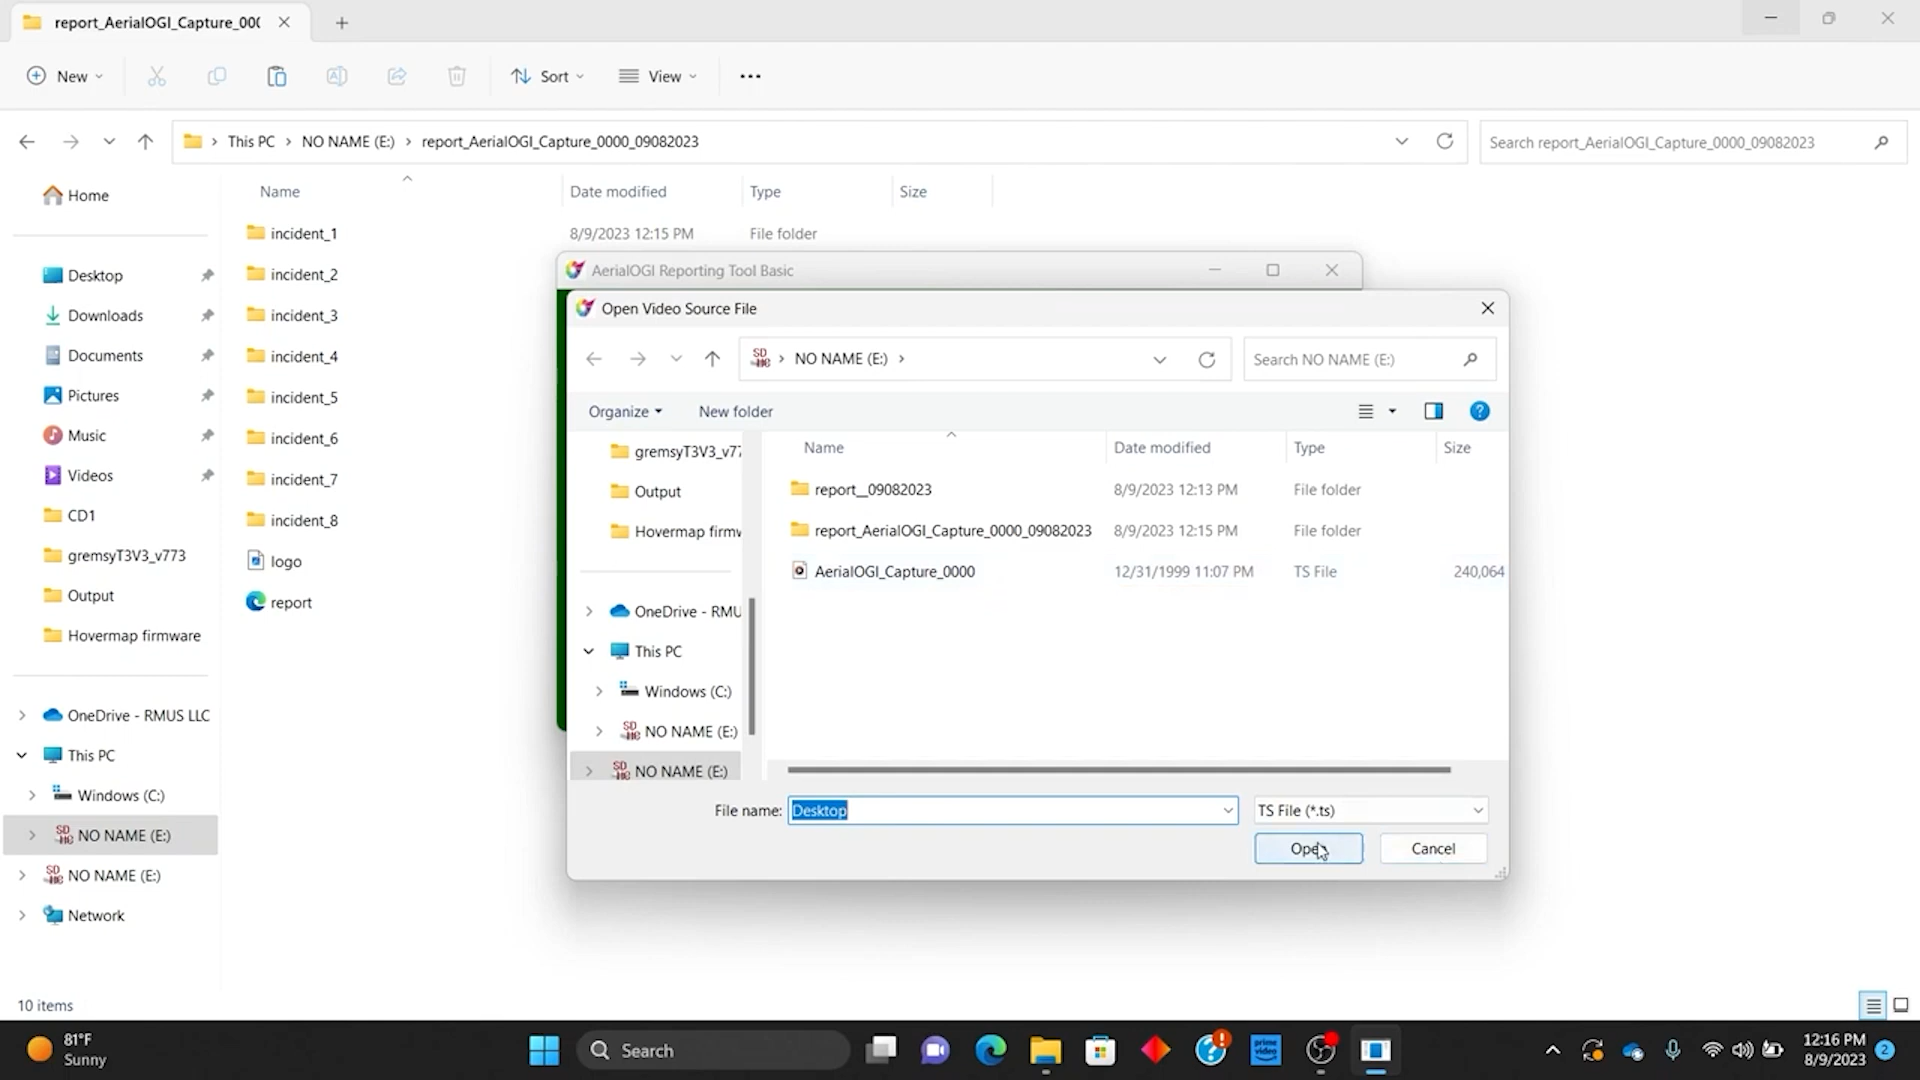 report_AerialOGI_Capture_000
New
Sort
View
This PC > NO NAME (E:) > report_AerialOGI_Capture_0000_09082023
Search report_AerialOGI_Capture_0000_09082023
Home
Desktop
Downloads
Documents
Pictures
Music
Videos
CD1
gremsyT3V3_v773
Output
Hovermap firmware
OneDrive - RMUS LLC
This PC
Windows (C:)
NO NAME (E:)
NO NAME (E:)
Network
Name Date modified Type Size
incident_1 8/9/2023 12:15 PM File folder
incident_2
incident_3
incident_4
incident_5
incident_6
incident_7
incident_8
logo
report
AerialOGI Reporting Tool Basic
Open Video Source File
NO NAME (E:) >
Search NO NAME (E:)
Organize New folder
gremsyT3V3_v77
Output
Hovermap firmw
OneDrive - RMU
This PC
Windows (C:)
NO NAME (E:)
NO NAME (E:)
Name Date modified Type Size
report__09082023 8/9/2023 12:13 PM File folder
report_AerialOGI_Capture_0000_09082023 8/9/2023 12:15 PM File folder
AerialOGI_Capture_0000 12/31/1999 11:07 PM TS File 240,064
File name: Desktop TS File (*.ts)
Open Cancel
10 items
81°F
Sunny
Search
prime video
12:16 PM
8/9/2023
2